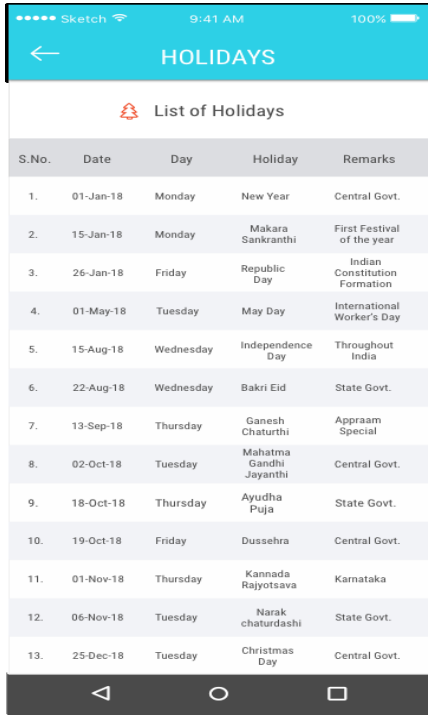 Sketch 9:41 AM 100%
HOLIDAYS
List of Holidays
S.No. Date Day Holiday Remarks
1. 01-Jan-18 Monday New Year Central Govt.
2. 15-Jan-18 Monday Makara Sankranthi First Festival of the year
3. 26-Jan-18 Friday Republic Day Indian Constitution Formation
4. 01-May-18 Tuesday May Day International Worker's Day
5. 15-Aug-18 Wednesday Independence Day Throughout India
6. 22-Aug-18 Wednesday Bakri Eid State Govt.
7. 13-Sep-18 Thursday Ganesh Chaturthi Appraam Special
8. 02-Oct-18 Tuesday Mahatma Gandhi Jayanthi Central Govt.
9. 18-Oct-18 Thursday Ayudha Puja State Govt.
10. 19-Oct-18 Friday Dussehra Central Govt.
11. 01-Nov-18 Thursday Kannada Rajyotsava Karnataka
12. 06-Nov-18 Tuesday Narak chaturdashi State Govt.
13. 25-Dec-18 Tuesday Christmas Day Central Govt.